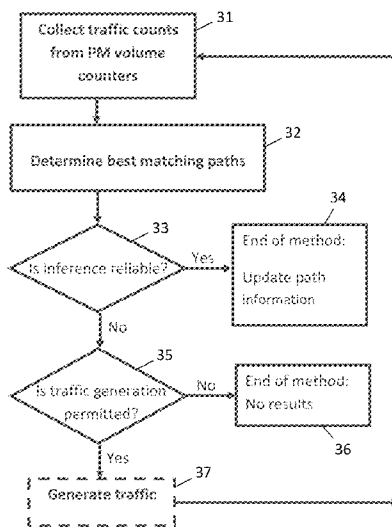 31
Collect traffic counts
from PM volume
counters
32
Determine best matching paths
33
Is inference reliable?
Yes
34
End of method:
Update path
information
No
35
Is traffic generation
permitted?
No
End of method:
No results
36
Yes
37
Generate traffic